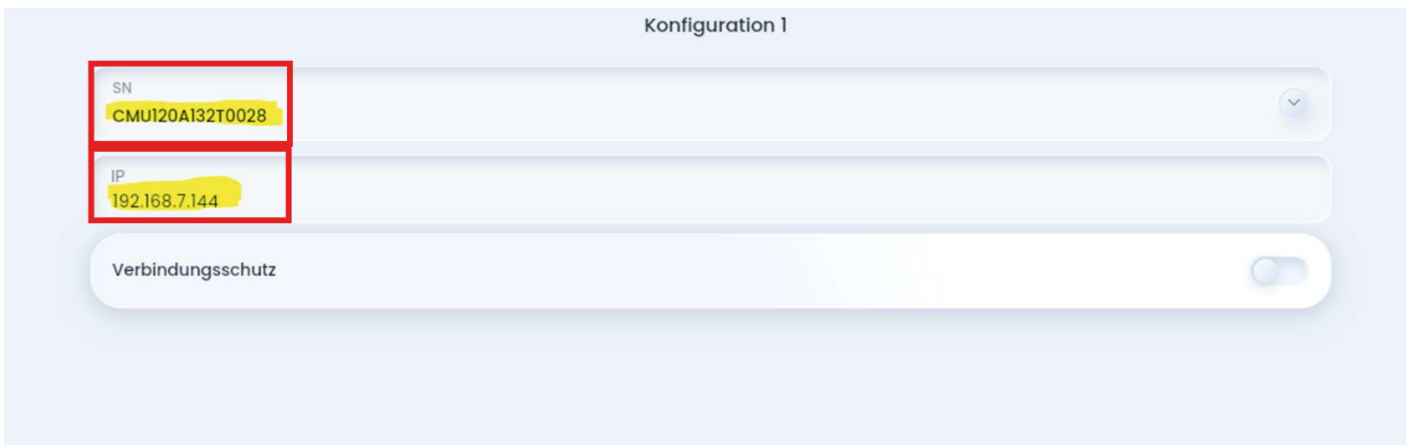 Konfiguration 1
SN
CMU120A132T0028
IP
192.168.7.144
Verbindungsschutz